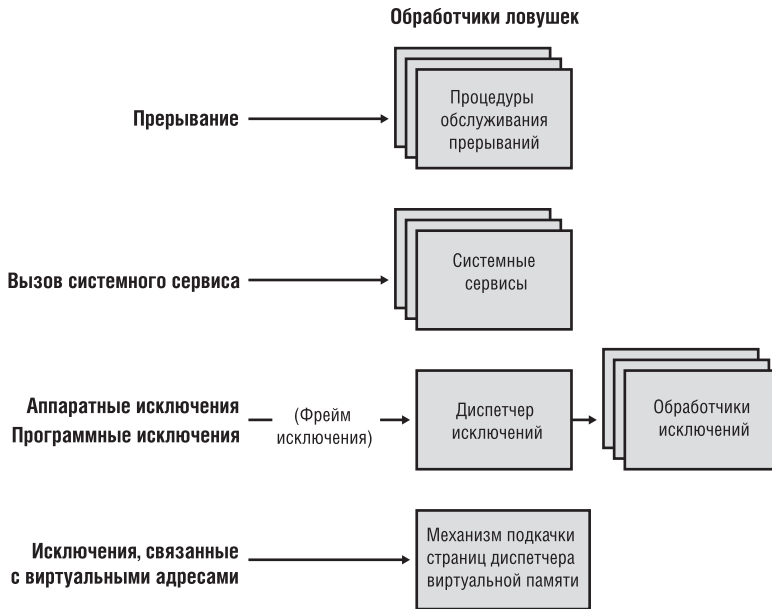 Обработчики ловушек
Прерывание
Процедуры
обслуживания
прерываний
Вызов системного сервиса
Системные
сервисы
Аппаратные исключения
Программные исключения
(Фрейм
исключения)
Диспетчер
исключений
Обработчики
исключений
Исключения, связанные
с виртуальными адресами
Механизм подкачки
страниц диспетчера
виртуальной памяти